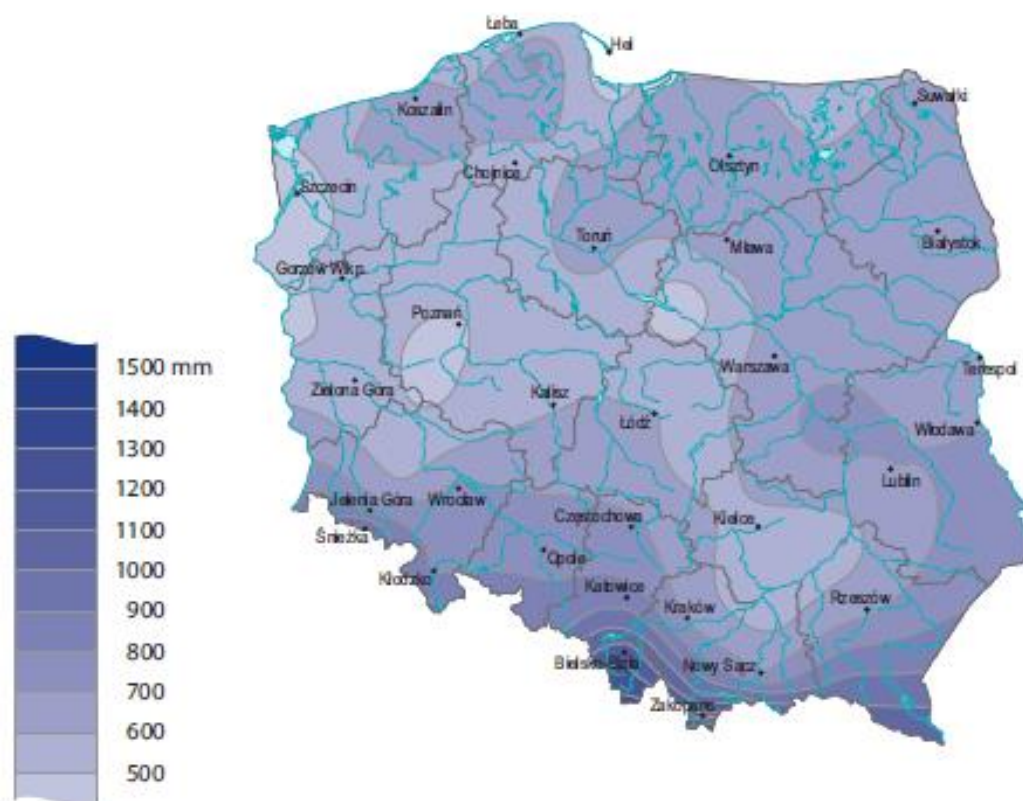 Łeba
Hel
Suwałki
Koszalin
Olsztyn
Chojnice
Szczecin
Toruń
Mława
Białystok
Gorzów Wlkp.
Poznań
Warszawa
Terespol
1500 mm
Zielona Góra
Kalisz
1400
Łódź
Włodawa
1300
Lublin
1200
Jelenia Góra
Wrocław
Częstochowa
Kielce
1100
Śnieżka
Opole
1000
Kłodzko
Katowice
Kraków
Rzeszów
900
800
Bielsko-Biała
Nowy Sącz
700
Zakopane
600
500